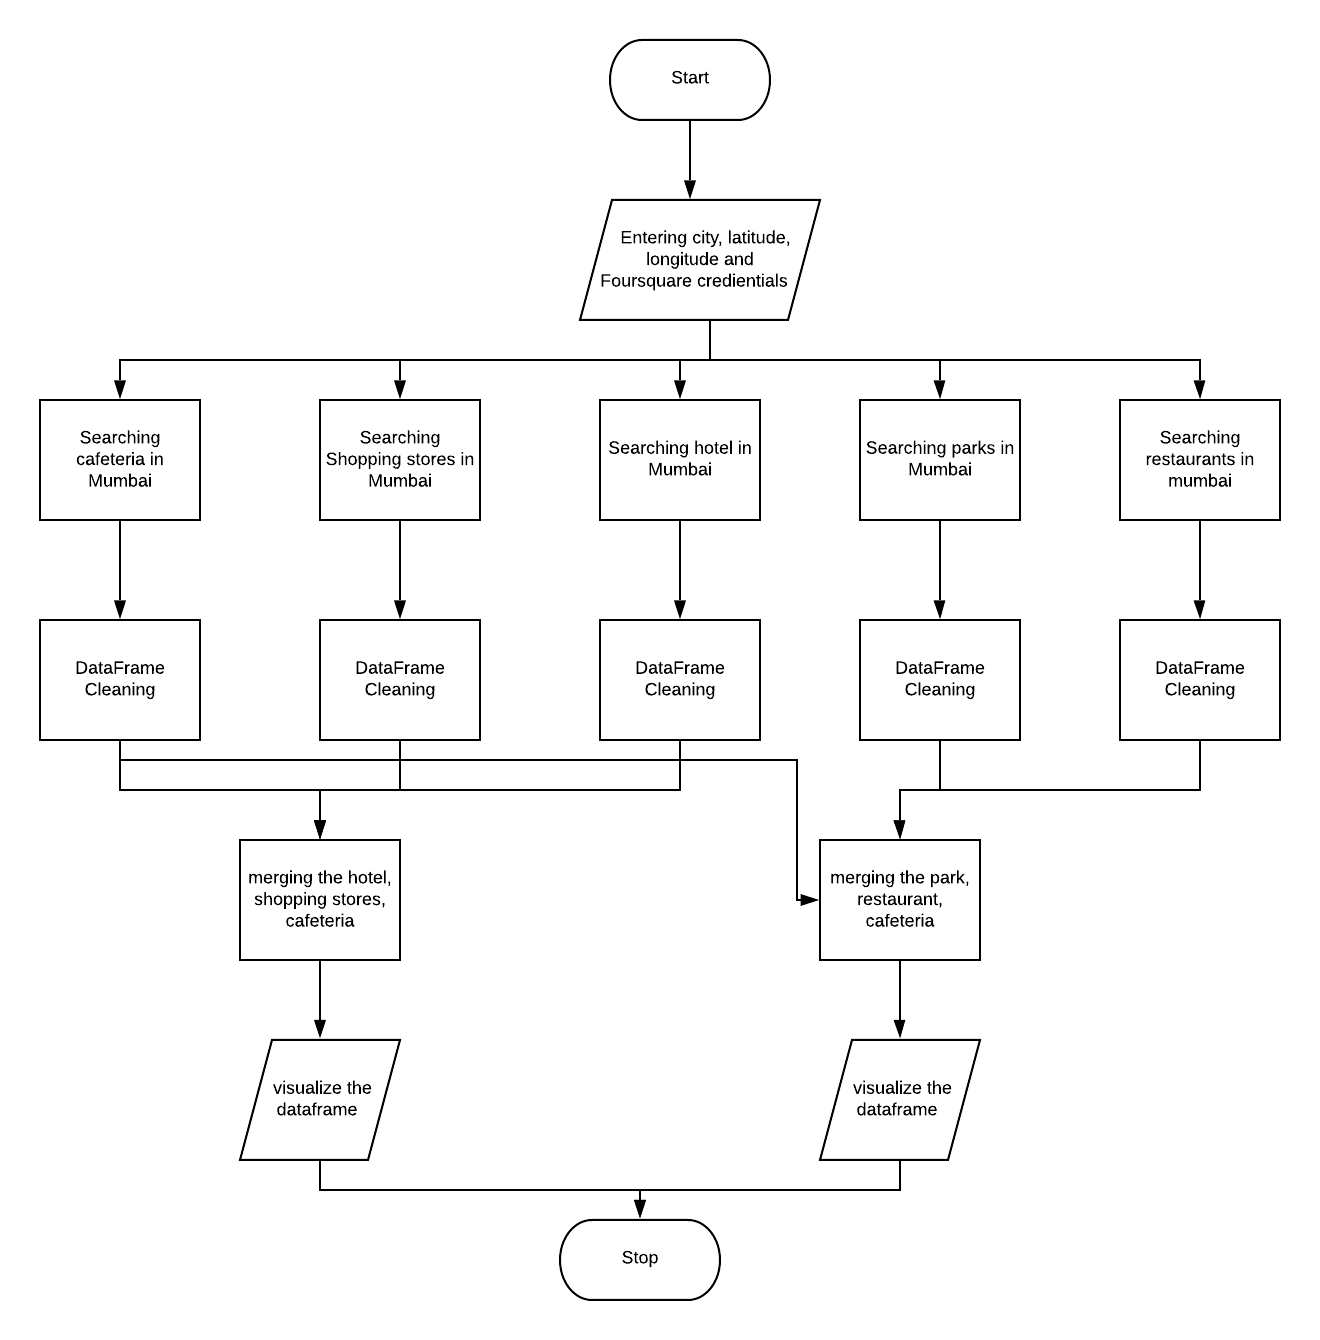 Start
Entering city, latitude,
longitude and
Foursquare credientials
Searching
cafeteria in
Mumbai
Searching
Shopping stores in
Mumbai
Searching hotel in
Mumbai
Searching parks in
Mumbai
Searching
restaurants in
mumbai
DataFrame
Cleaning
DataFrame
Cleaning
DataFrame
Cleaning
DataFrame
Cleaning
DataFrame
Cleaning
merging the hotel,
shopping stores,
cafeteria
merging the park,
restaurant,
cafeteria
visualize the
dataframe
visualize the
dataframe
Stop